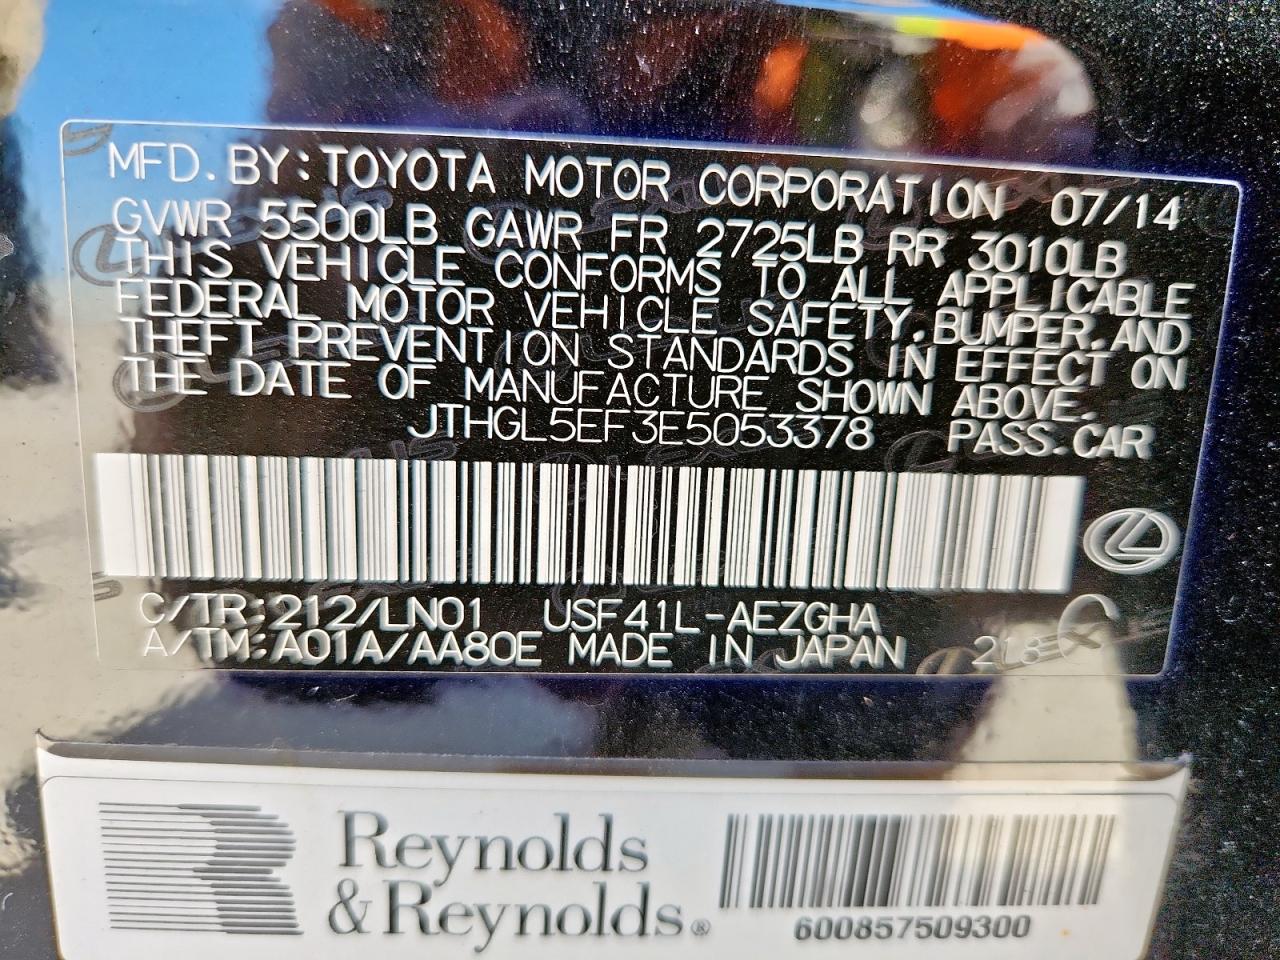 MFD. BY: TOYOTA MOTOR CORPORATION 07/14
GVWR 5500LB GAWR FR 2725LB RR 3010LB
THIS VEHICLE CONFORMS TO ALL APPLICABLE
FEDERAL MOTOR VEHICLE SAFETY, BUMPER, AND
THEFT PREVENTION STANDARDS IN EFFECT ON
THE DATE OF MANUFACTURE SHOWN ABOVE.
JTHGL5EF3E5053378 PASS. CAR
C/TR: 212/LN01 USF41L-AEZGHA
A/TM: A01A/AA80E MADE IN JAPAN 218
Reynolds
& Reynolds®
600857509300